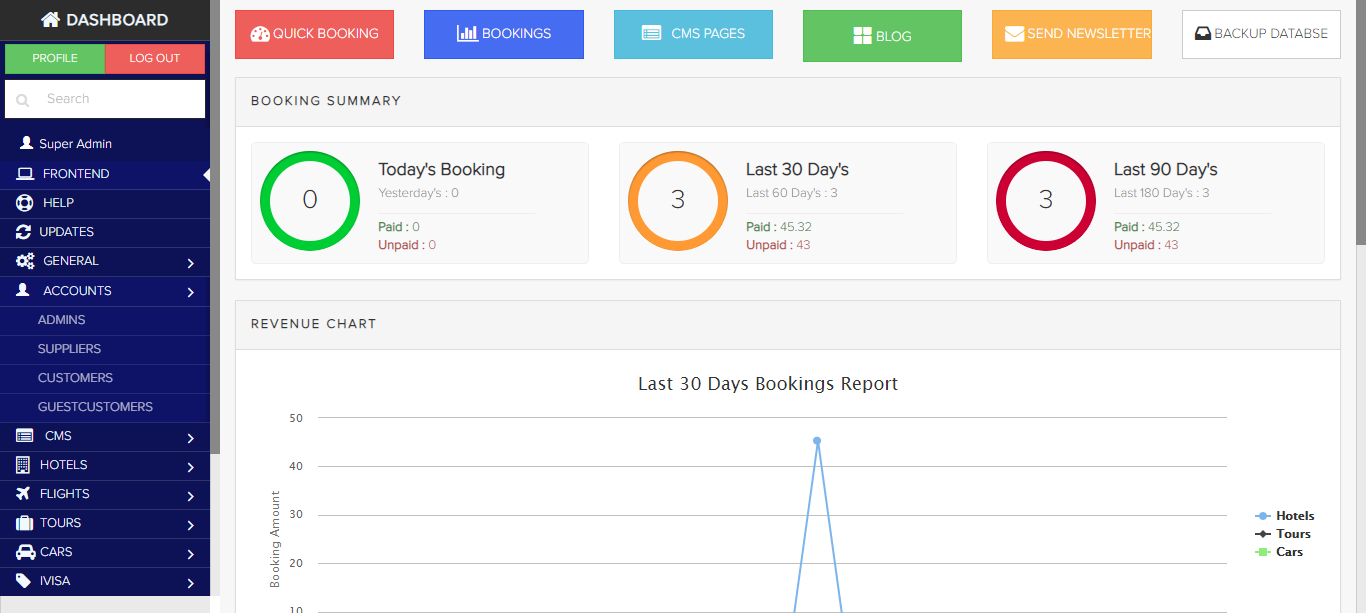 DASHBOARD
PROFILE
LOG OUT
Search
Super Admin
FRONTEND
HELP
UPDATES
GENERAL
ACCOUNTS
ADMINS
SUPPLIERS
CUSTOMERS
GUESTCUSTOMERS
CMS
HOTELS
FLIGHTS
TOURS
CARS
IVISA
QUICK BOOKING
BOOKINGS
CMS PAGES
BLOG
SEND NEWSLETTER
BACKUP DATABSE
BOOKING SUMMARY
0
Today's Booking
Yesterday's : 0
Paid : 0
Unpaid : 0
3
Last 30 Day's
Last 60 Day's : 3
Paid : 45.32
Unpaid : 43
3
Last 90 Day's
Last 180 Day's : 3
Paid : 45.32
Unpaid : 43
REVENUE CHART
Last 30 Days Bookings Report
Booking Amount
50
40
30
20
10
Hotels
Tours
Cars